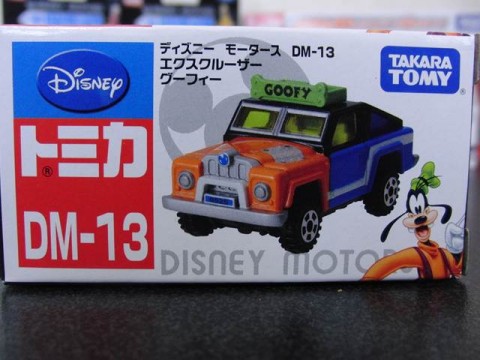 Disney
ディズニー モータース DM-13
エクスクルーザー
グーフィー
TAKARA
TOMY
GOOFY
トミカ
®
DM-13
DISNEY MOTORS